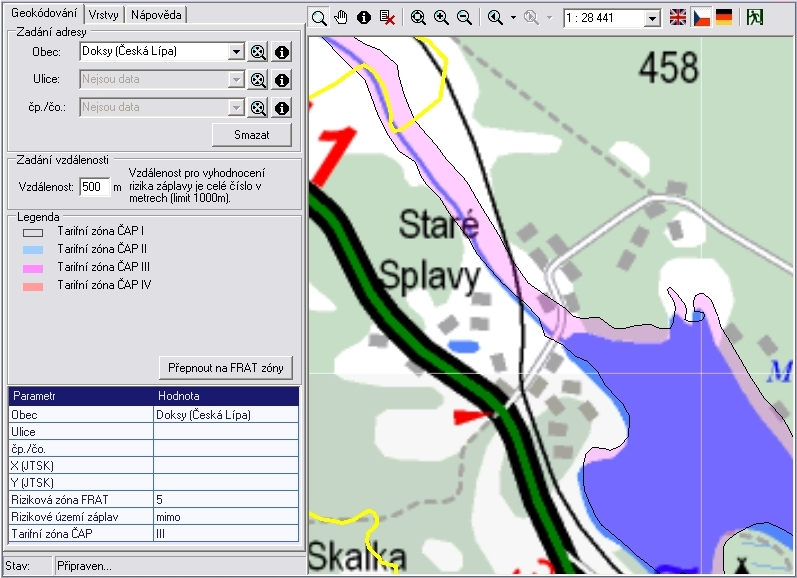 Geokódování Vrstvy Nápověda
Zadání adresy
Obec: Doksy (Česká Lípa)
Ulice: Nejsou data
čp./čo.: Nejsou data
Smazat
Zadání vzdálenosti
Vzdálenost: 500 m
Vzdálenost pro vyhodnocení
rizika záplavy je celé číslo v
metrech (limit 1000m).
Legenda
Tarifní zóna ČAP I
Tarifní zóna ČAP II
Tarifní zóna ČAP III
Tarifní zóna ČAP IV
Přepnout na FRAT zóny
Parametr Hodnota
Obec Doksy (Česká Lípa)
Ulice
čp./čo.
X (JTSK)
Y (JTSK)
Riziková zóna FRAT 5
Rizikové území záplav mimo
Tarifní zóna ČAP III
Stav: Připraven...
1 : 28 441
458
1
Staré
Splavy
M
Skalka